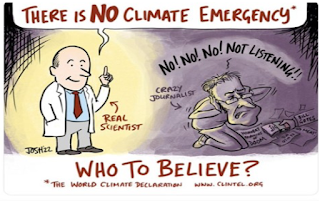 THERE IS NO CLIMATE EMERGENCY*
NO! NO! NO! NOT LISTENING!!
CRAZY
JOURNALIST
REAL
SCIENTIST
JOSH22
WHO TO BELIEVE?
* THE WORLD CLIMATE DECLARATION WWW.CLINTEL.ORG